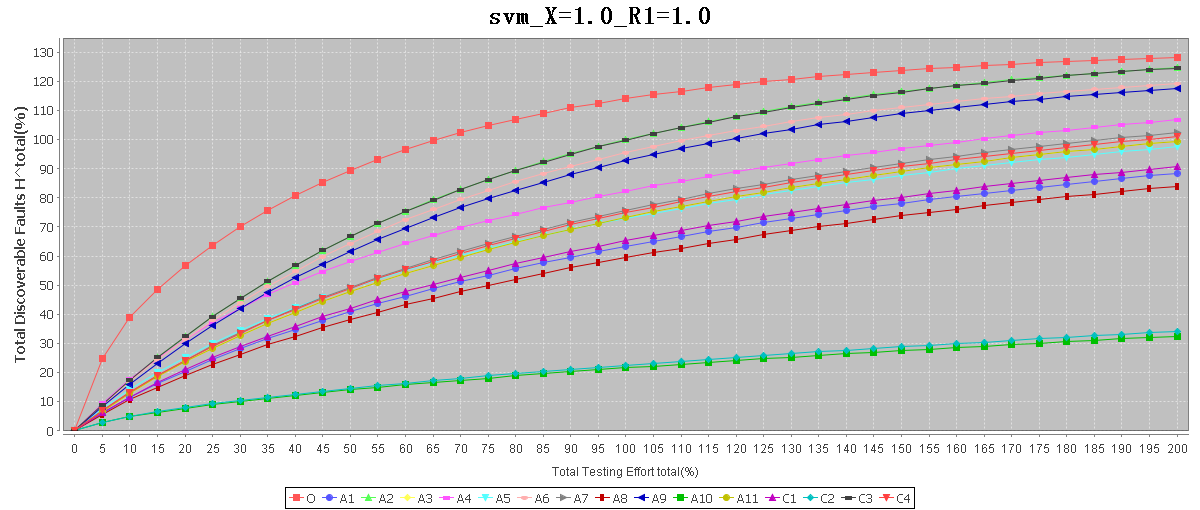 svm_X=1.0_R1=1.0
Total Discoverable Faults H^total(%)
130
120
110
100
90
80
70
60
50
40
30
20
10
0
0 5 10 15 20 25 30 35 40 45 50 55 60 65 70 75 80 85 90 95 100 105 110 115 120 125 130 135 140 145 150 155 160 165 170 175 180 185 190 195 200
Total Testing Effort total(%)
O A1 A2 A3 A4 A5 A6 A7 A8 A9 A10 A11 C1 C2 C3 C4